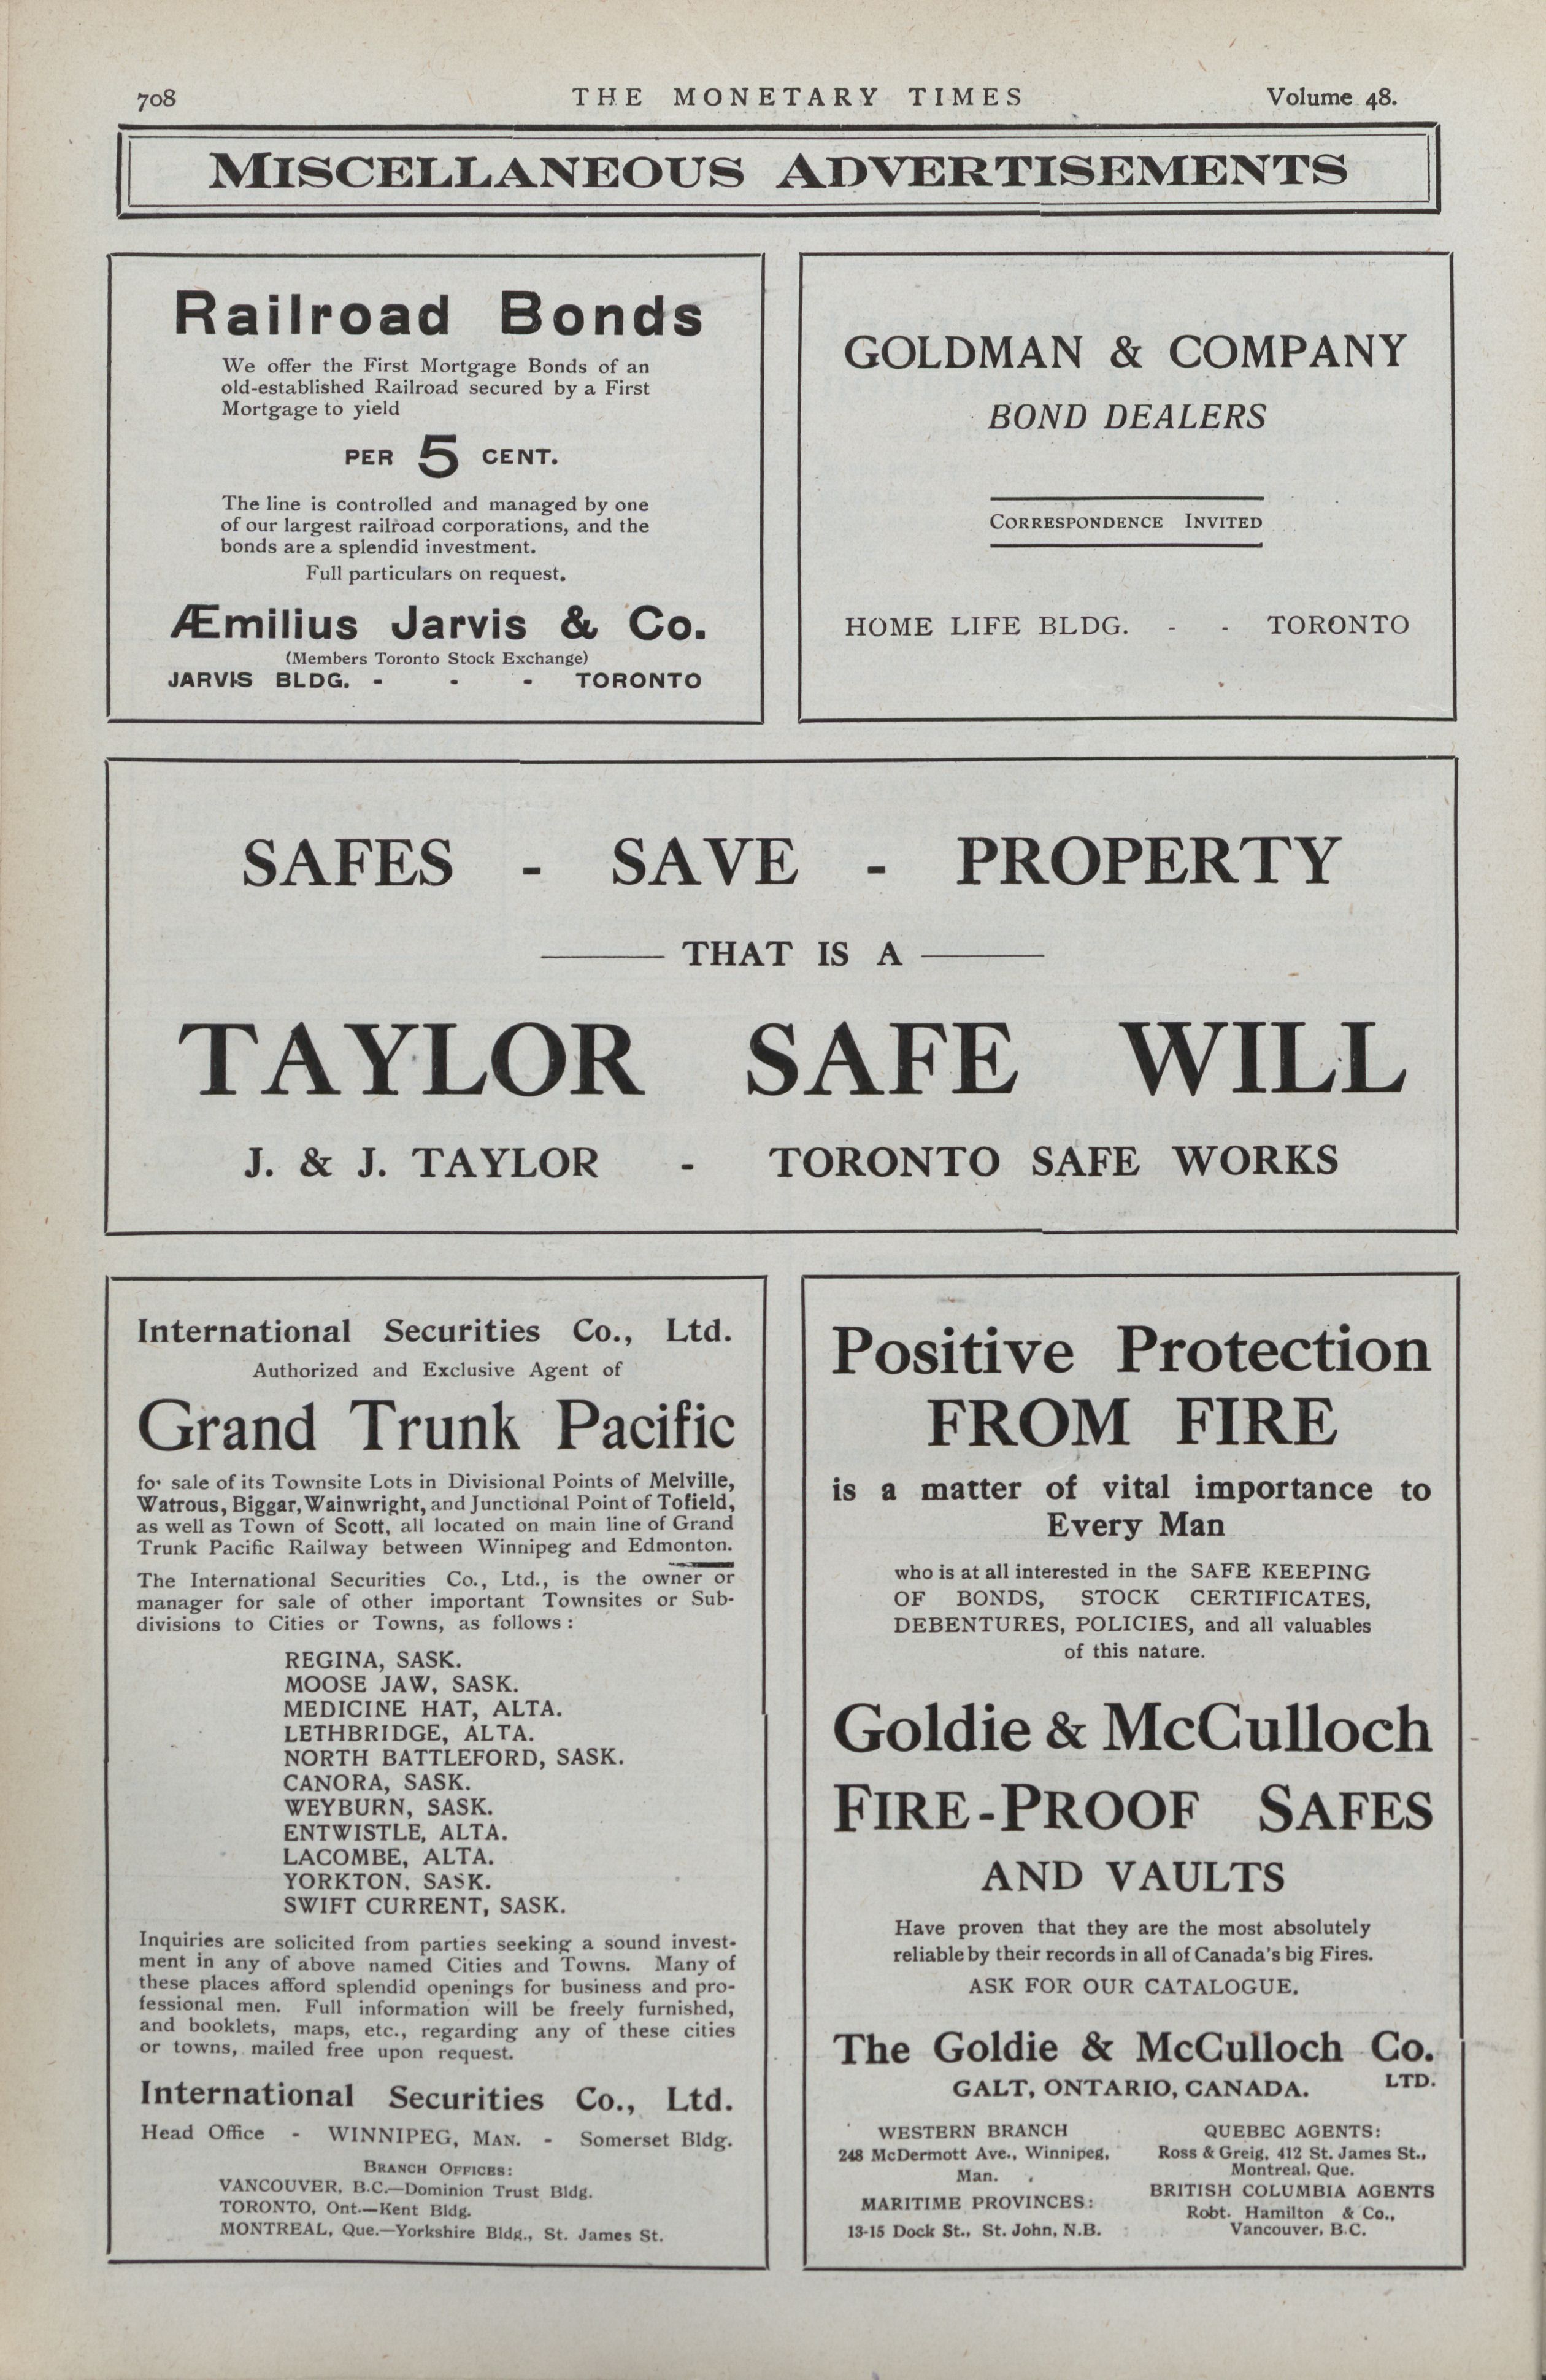 708
THE MONETARY TIMES
Volume 48.
MISCELLANEOUS ADVERTISEMENTS
Railroad Bonds
We offer the First Mortgage Bonds of an
old-established Railroad secured by a First
Mortgage to yield
PER 5 CENT.
The line is controlled and managed by one
of our largest railroad corporations, and the
bonds are a splendid investment.
Full particulars on request.
Æmilius Jarvis & Co.
(Members Toronto Stock Exchange)
JARVIS BLDG. - - - TORONTO
GOLDMAN & COMPANY
BOND DEALERS
CORRESPONDENCE INVITED
HOME LIFE BLDG. - - TORONTO
SAFES - SAVE - PROPERTY
THAT IS A
TAYLOR SAFE WILL
J. & J. TAYLOR - TORONTO SAFE WORKS
International Securities Co., Ltd.
Authorized and Exclusive Agent of
Grand Trunk Pacific
for sale of its Townsite Lots in Divisional Points of Melville,
Watrous, Biggar, Wainwright, and Junctional Point of Tofield,
as well as Town of Scott, all located on main line of Grand
Trunk Pacific Railway between Winnipeg and Edmonton.
The International Securities Co., Ltd., is the owner or
manager for sale of other important Townsites or Sub-
divisions to Cities or Towns, as follows:
REGINA, SASK.
MOOSE JAW, SASK.
MEDICINE HAT, ALTA.
LETHBRIDGE, ALTA.
NORTH BATTLEFORD, SASK.
CANORA, SASK.
WEYBURN, SASK.
ENTWISTLE, ALTA.
LACOMBE, ALTA.
YORKTON, SASK.
SWIFT CURRENT, SASK.
Inquiries are solicited from parties seeking a sound invest-
ment in any of above named Cities and Towns. Many of
these places afford splendid openings for business and pro-
fessional men. Full information will be freely furnished,
and booklets, maps, etc., regarding any of these cities
or towns, mailed free upon request.
International Securities Co., Ltd.
Head Office - WINNIPEG, MAN. - Somerset Bldg.
BRANCH OFFICES:
VANCOUVER, B.C.—Dominion Trust Bldg.
TORONTO, Ont.—Kent Bldg.
MONTREAL, Que.—Yorkshire Bldg., St. James St.
Positive Protection
FROM FIRE
is a matter of vital importance to
Every Man
who is at all interested in the SAFE KEEPING
OF BONDS, STOCK CERTIFICATES,
DEBENTURES, POLICIES, and all valuables
of this nature.
Goldie & McCulloch
FIRE-PROOF SAFES
AND VAULTS
Have proven that they are the most absolutely
reliable by their records in all of Canada's big Fires.
ASK FOR OUR CATALOGUE.
The Goldie & McCulloch Co.
GALT, ONTARIO, CANADA. LTD.
WESTERN BRANCH
248 McDermott Ave., Winnipeg,
Man.
MARITIME PROVINCES:
13-15 Dock St., St. John, N.B.
QUEBEC AGENTS:
Ross & Greig, 412 St. James St.,
Montreal, Que.
BRITISH COLUMBIA AGENTS
Robt. Hamilton & Co.,
Vancouver, B.C.